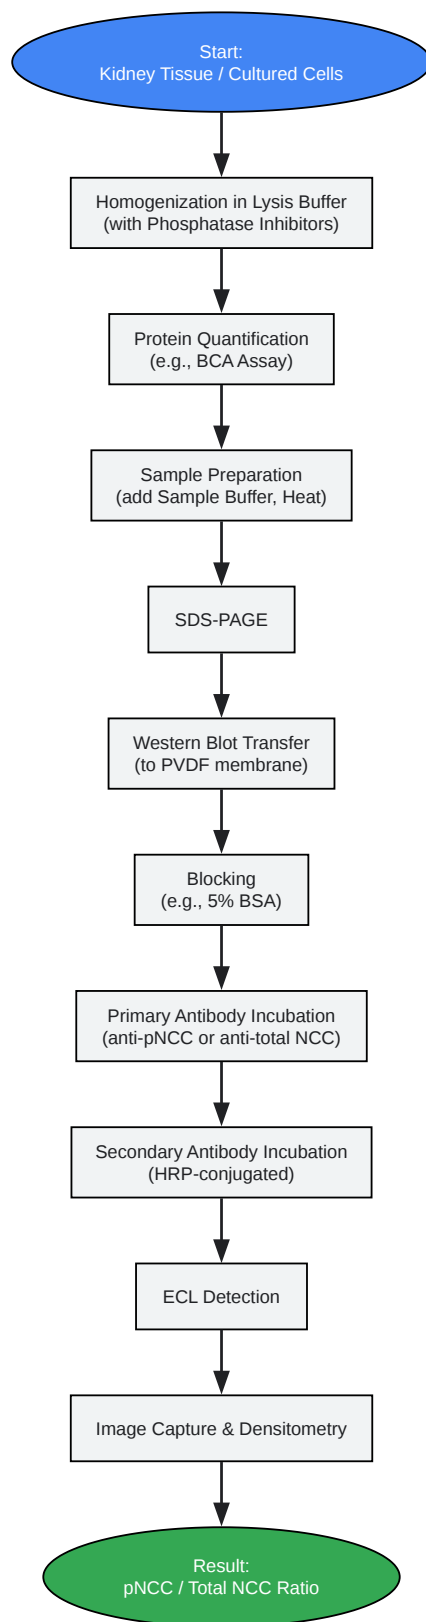 Start:
Kidney Tissue / Cultured Cells
Homogenization in Lysis Buffer
(with Phosphatase Inhibitors)
Protein Quantification
(e.g., BCA Assay)
Sample Preparation
(add Sample Buffer, Heat)
SDS-PAGE
Western Blot Transfer
(to PVDF membrane)
Blocking
(e.g., 5% BSA)
Primary Antibody Incubation
(anti-pNCC or anti-total NCC)
Secondary Antibody Incubation
(HRP-conjugated)
ECL Detection
Image Capture & Densitometry
Result:
pNCC / Total NCC Ratio